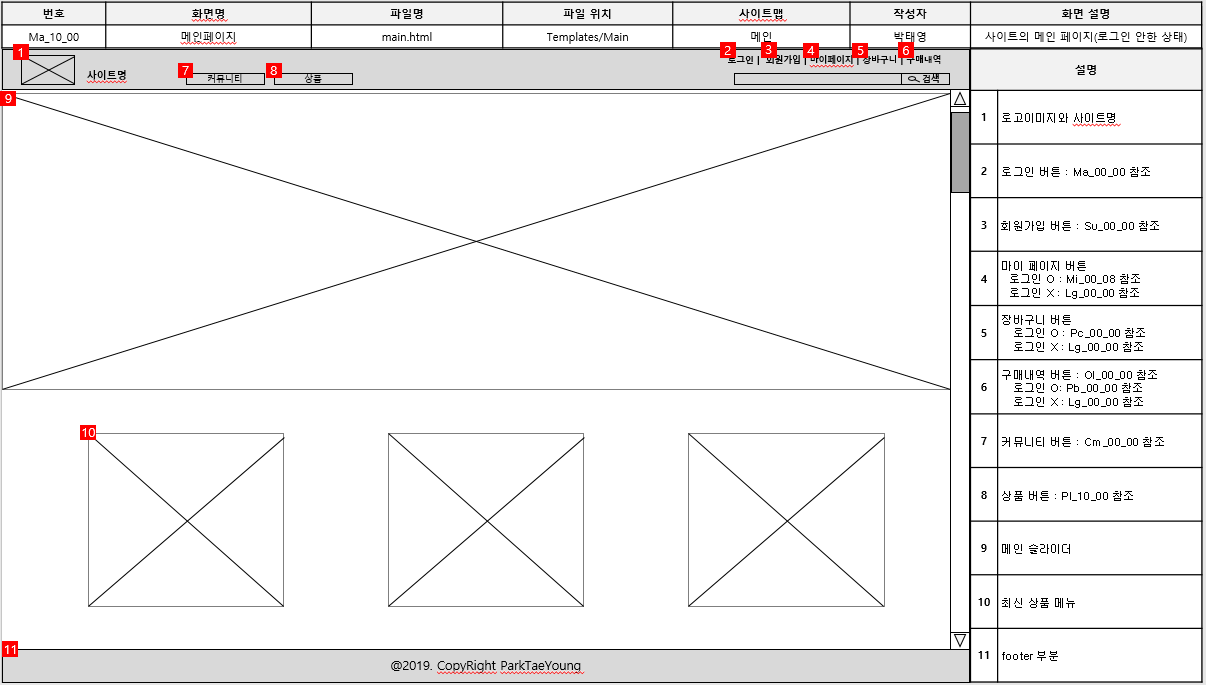 번호 화면명 파일명 파일 위치 사이트맵 작성자 화면 설명
Ma_10_00 메인페이지 main.html Templates/Main 메인 박태영 사이트의 메인 페이지(로그인 안한 상태)
1 사이트명
7 커뮤니티
8 상품
2 3 4 5 6
로그인 | 회원가입 | 마이페이지 | 장바구니 | 구매내역
검색
9
10
11
@2019. CopyRight ParkTaeYoung
설명
1 로고이미지와 사이트명
2 로그인 버튼 : Ma_00_00 참조
3 회원가입 버튼 : Su_00_00 참조
4 마이 페이지 버튼
로그인 O : Mi_00_08 참조
로그인 X : Lg_00_00 참조
5 장바구니 버튼
로그인 O : Pc_00_00 참조
로그인 X : Lg_00_00 참조
6 구매내역 버튼 : Ol_00_00 참조
로그인 O: Pb_00_00 참조
로그인 X : Lg_00_00 참조
7 커뮤니티 버튼 : Cm_00_00 참조
8 상품 버튼 : Pl_10_00 참조
9 메인 슬라이더
10 최신 상품 메뉴
11 footer 부분